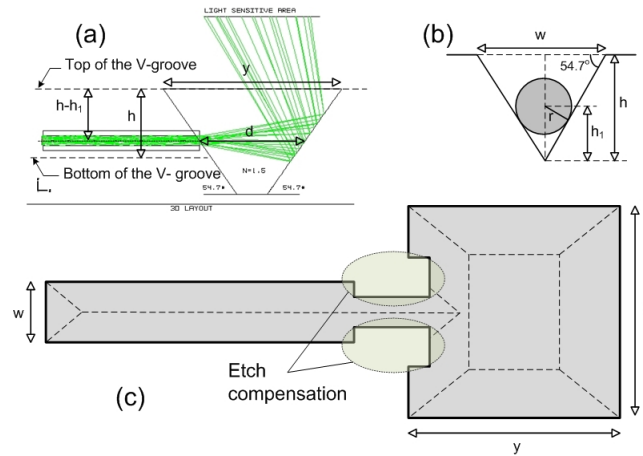 LIGHT SENSITIVE AREA
(a)
Top of the V-groove
y
h-h1
h
d
Bottom of the V- groove
N=1.5
54.7°
54.7°
3D LAYOUT
(b)
w
54.7°
r
h1
h
w
Etch
compensation
(c)
y